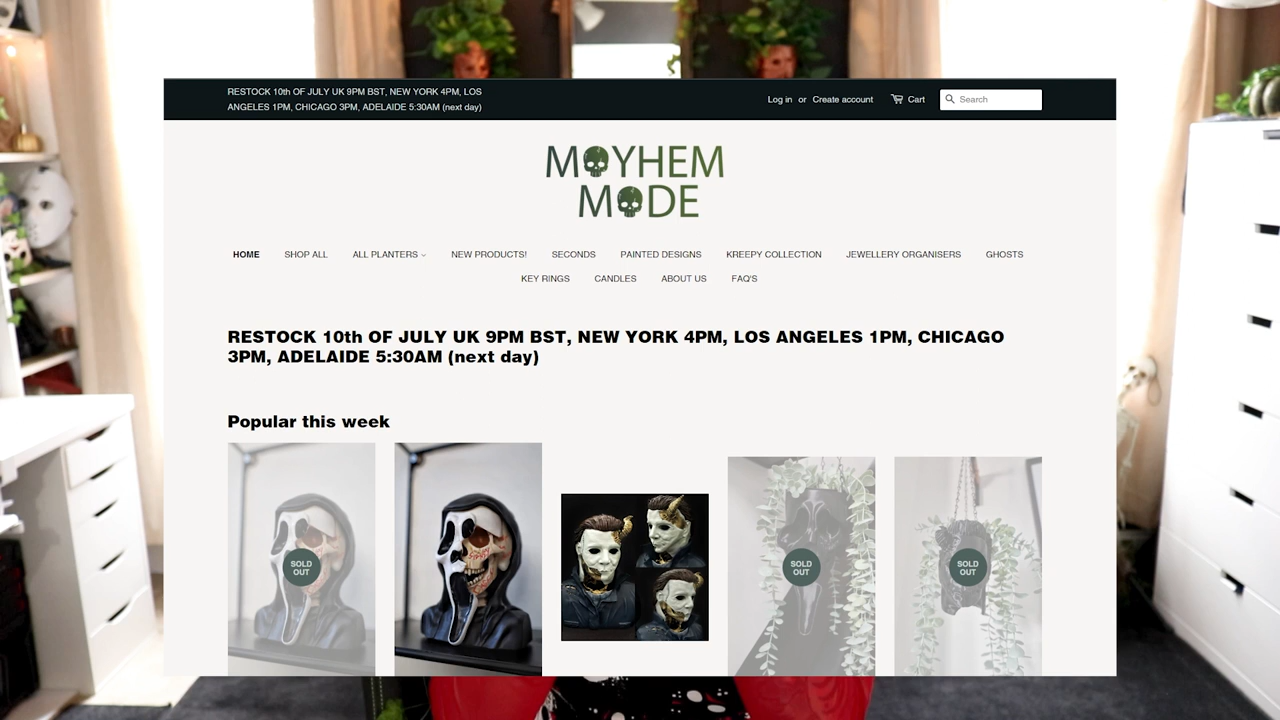 RESTOCK 10th OF JULY UK 9PM BST, NEW YORK 4PM, LOS
ANGELES 1PM, CHICAGO 3PM, ADELAIDE 5:30AM (next day)
Log in or Create account Cart Search
MAYHEM
MODE
HOME SHOP ALL ALL PLANTERS NEW PRODUCTS! SECONDS PAINTED DESIGNS KREEPY COLLECTION JEWELLERY ORGANISERS GHOSTS
KEY RINGS CANDLES ABOUT US FAQ'S
RESTOCK 10th OF JULY UK 9PM BST, NEW YORK 4PM, LOS ANGELES 1PM, CHICAGO
3PM, ADELAIDE 5:30AM (next day)
Popular this week
SOLD
OUT
SOLD
OUT
SOLD
OUT